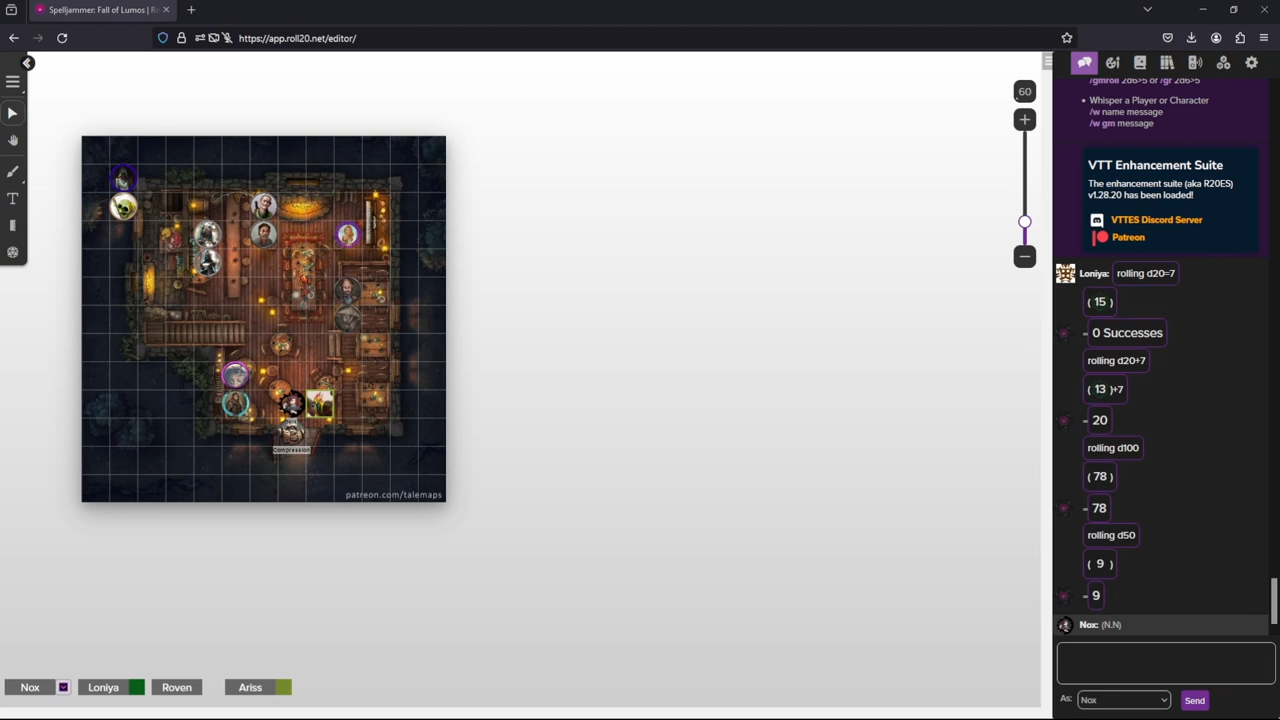 Spelljammer: Fall of Lumos | Ro
https://app.roll20.net/editor/
/gmroll 2d6>5 or /gr 2d6>5
Whisper a Player or Character
/w name message
/w gm message
VTT Enhancement Suite
The enhancement suite (aka R20ES)
v1.28.20 has been loaded!
VTTES Discord Server
Patreon
Loniya: rolling d20=7
( 15 )
= 0 Successes
rolling d20+7
( 13 )+7
= 20
rolling d100
( 78 )
= 78
rolling d50
( 9 )
= 9
Nox: (N.N)
As: Nox Send
60
Compression
patreon.com/talemaps
Nox Loniya Roven Ariss